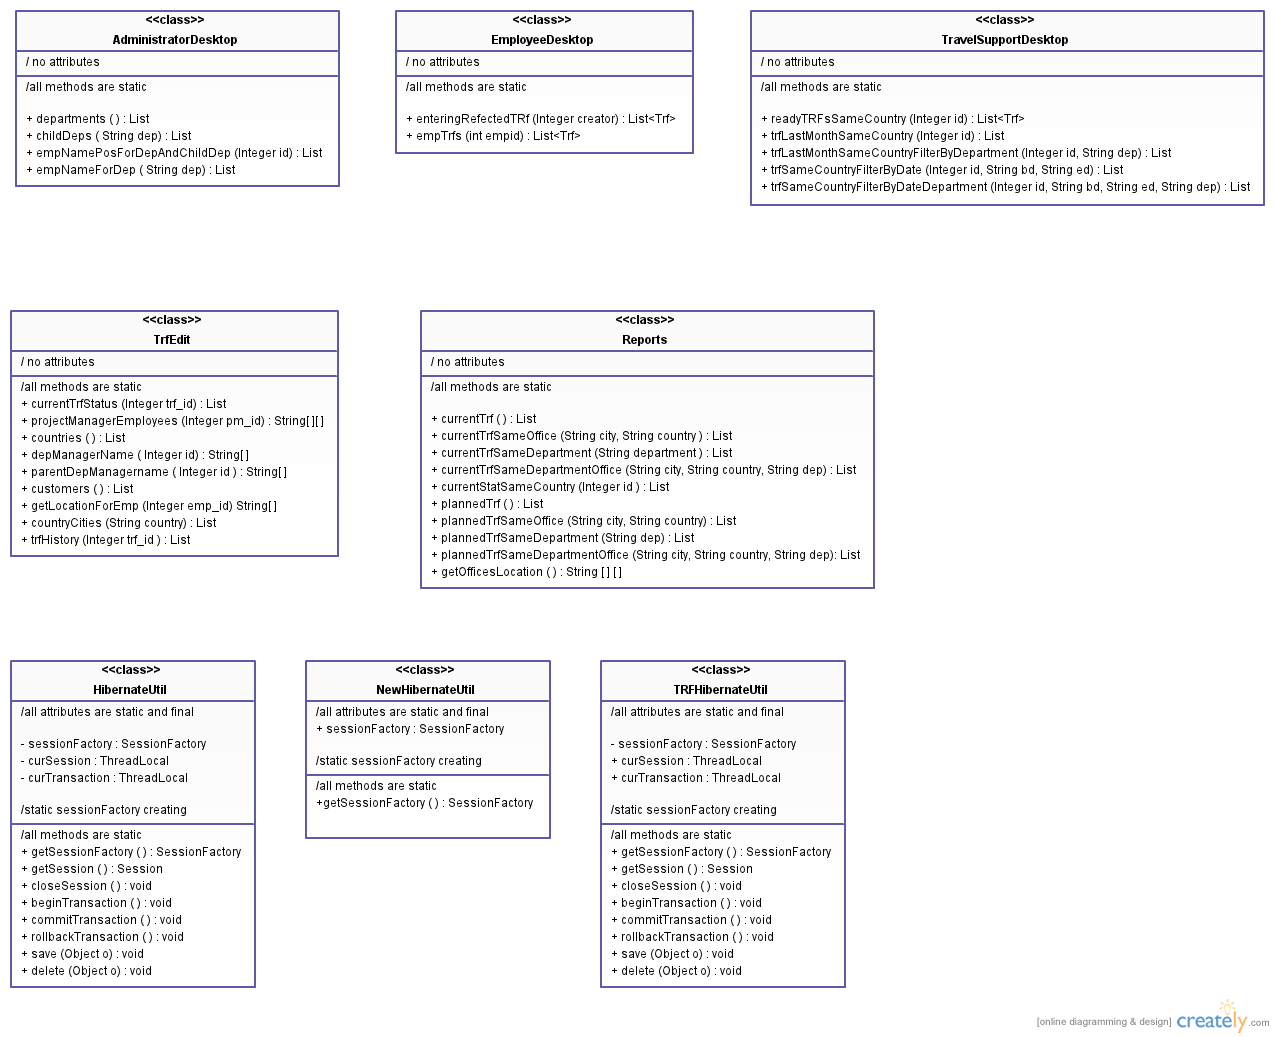 <<class>>
AdministratorDesktop
/ no attributes
/all methods are static
+ departments ( ) : List
+ childDeps ( String dep) : List
+ empNamePosForDepAndChildDep (Integer id) : List
+ empNameForDep ( String dep) : List
<<class>>
EmployeeDesktop
/ no attributes
/all methods are static
+ enteringRefectedTRf (Integer creator) : List<Trf>
+ empTrfs (int empid) : List<Trf>
<<class>>
TravelSupportDesktop
/ no attributes
/all methods are static
+ readyTRFsSameCountry (Integer id) : List<Trf>
+ trfLastMonthSameCountry (Integer id) : List
+ trfLastMonthSameCountryFilterByDepartment (Integer id, String dep) : List
+ trfSameCountryFilterByDate (Integer id, String bd, String ed) : List
+ trfSameCountryFilterByDateDepartment (Integer id, String bd, String ed, String dep) : List
<<class>>
TrfEdit
/ no attributes
/all methods are static
+ currentTrfStatus (Integer trf_id) : List
+ projectManagerEmployees (Integer pm_id) : String[ ][ ]
+ countries ( ) : List
+ depManagerName ( Integer id) : String[ ]
+ parentDepManagername ( Integer id ) : String[ ]
+ customers ( ) : List
+ getLocationForEmp (Integer emp_id) String[ ]
+ countryCities (String country) : List
+ trfHistory (Integer trf_id ) : List
<<class>>
Reports
/ no attributes
/all methods are static
+ currentTrf ( ) : List
+ currentTrfSameOffice (String city, String country ) : List
+ currentTrfSameDepartment (String department ) : List
+ currentTrfSameDepartmentOffice (String city, String country, String dep) : List
+ currentStatSameCountry (Integer id ) : List
+ plannedTrf ( ) : List
+ plannedTrfSameOffice (String city, String country) : List
+ plannedTrfSameDepartment (String dep) : List
+ plannedTrfSameDepartmentOffice (String city, String country, String dep): List
+ getOfficesLocation ( ) : String [ ] [ ]
<<class>>
HibernateUtil
/all attributes are static and final
- sessionFactory : SessionFactory
- curSession : ThreadLocal
- curTransaction : ThreadLocal
/static sessionFactory creating
/all methods are static
+ getSessionFactory ( ) : SessionFactory
+ getSession ( ) : Session
+ closeSession ( ) : void
+ beginTransaction ( ) : void
+ commitTransaction ( ) : void
+ rollbackTransaction ( ) : void
+ save (Object o) : void
+ delete (Object o) : void
<<class>>
NewHibernateUtil
/all attributes are static and final
+ sessionFactory : SessionFactory
/static sessionFactory creating
/all methods are static
+getSessionFactory ( ) : SessionFactory
<<class>>
TRFHibernateUtil
/all attributes are static and final
- sessionFactory : SessionFactory
+ curSession : ThreadLocal
+ curTransaction : ThreadLocal
/static sessionFactory creating
/all methods are static
+ getSessionFactory ( ) : SessionFactory
+ getSession ( ) : Session
+ closeSession ( ) : void
+ beginTransaction ( ) : void
+ commitTransaction ( ) : void
+ rollbackTransaction ( ) : void
+ save (Object o) : void
+ delete (Object o) : void
[online diagramming & design] creately.com